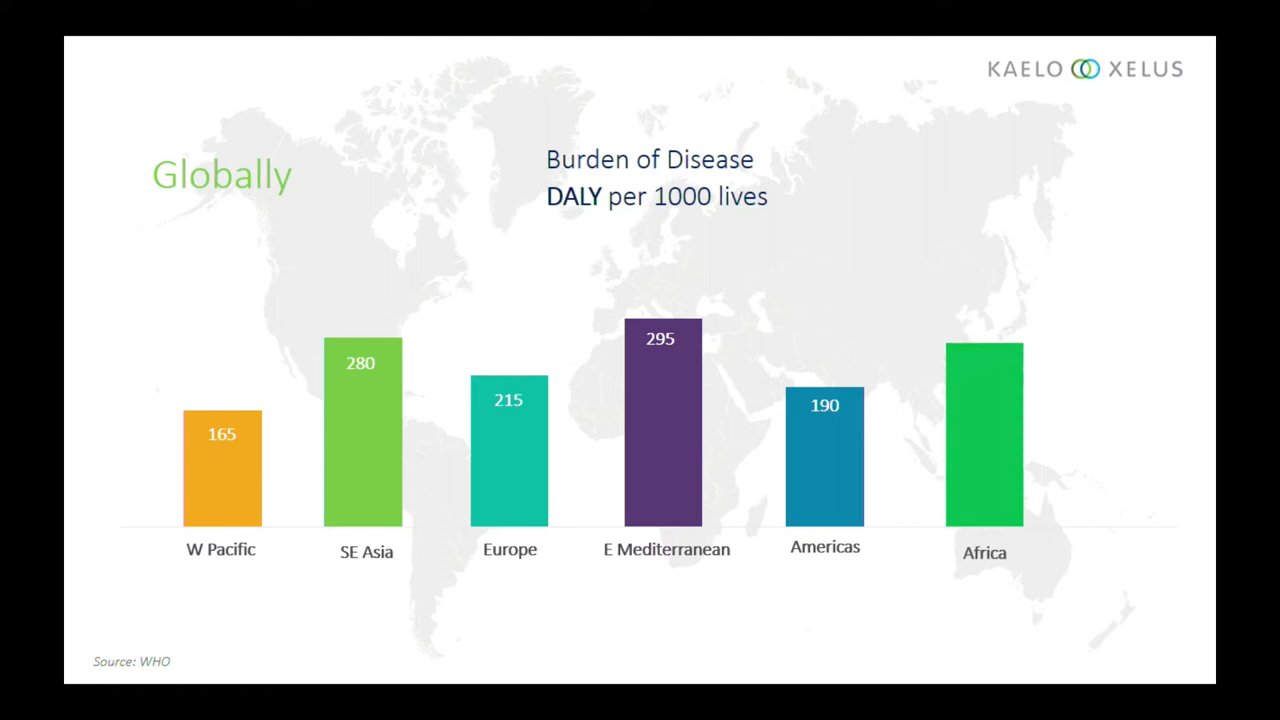 KAELO XELUS
Globally
Burden of Disease
DALY per 1000 lives
165
280
215
295
190
W Pacific
SE Asia
Europe
E Mediterranean
Americas
Africa
Source: WHO